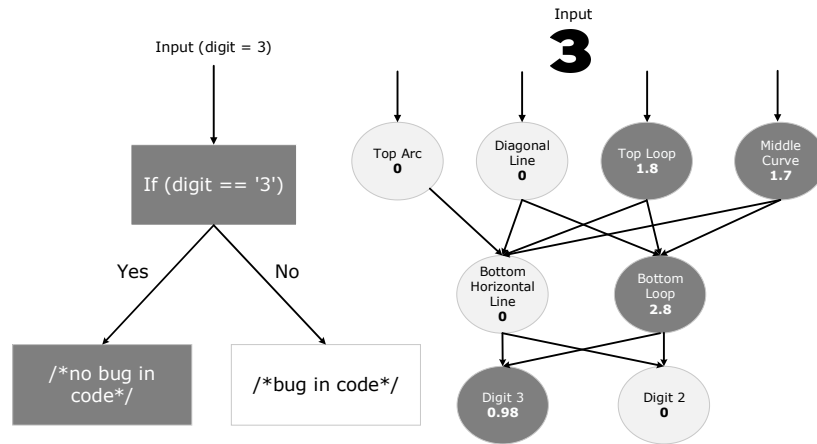 Input (digit = 3)
If (digit == '3')
Yes
No
/*no bug in
code*/
/*bug in code*/
Input
3
Top Arc
0
Diagonal
Line
0
Top Loop
1.8
Middle
Curve
1.7
Bottom
Horizontal
Line
0
Bottom
Loop
2.8
Digit 3
0.98
Digit 2
0